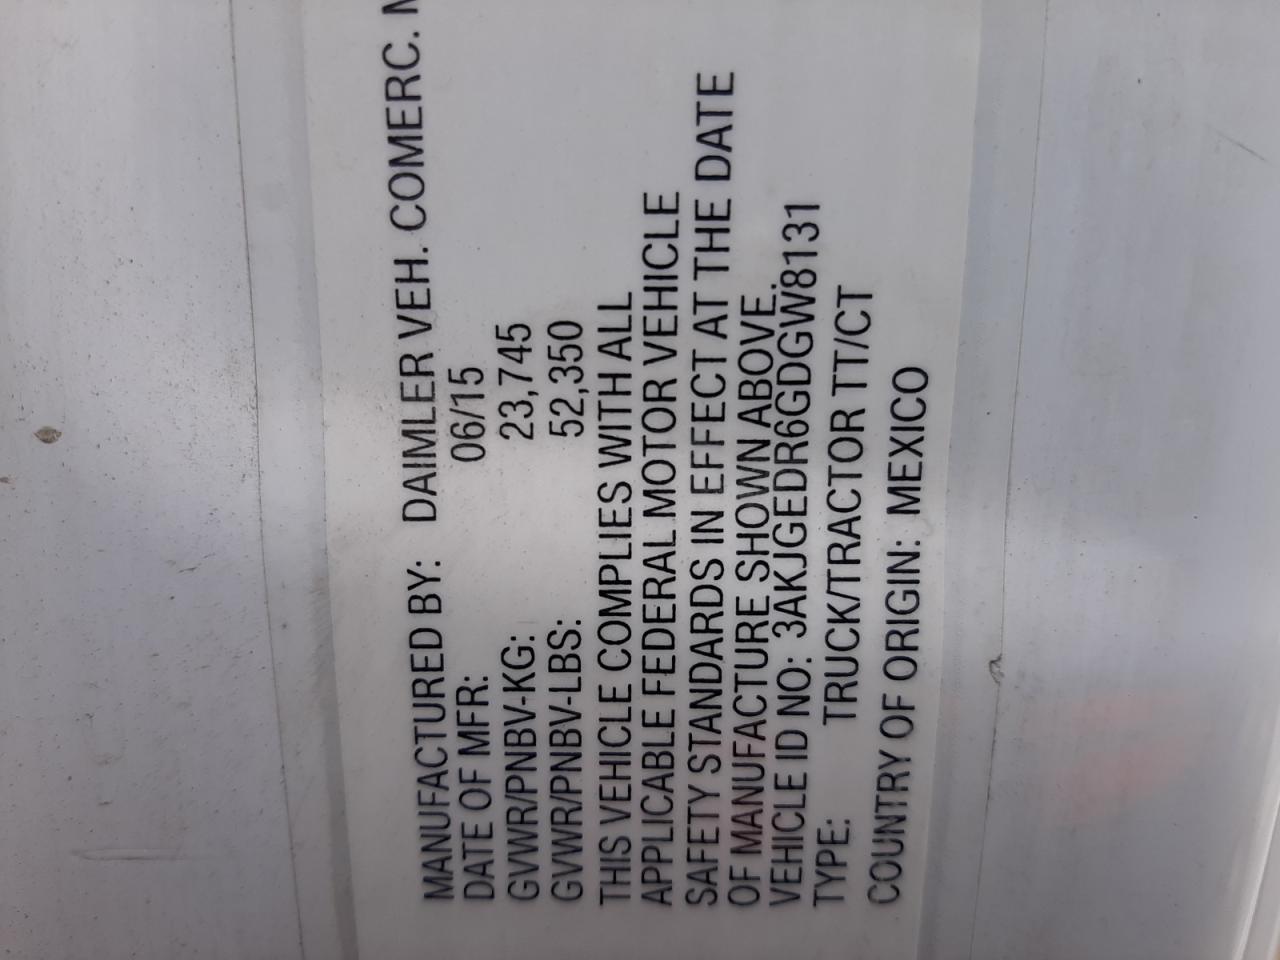 MANUFACTURED BY: DAIMLER VEH. COMERC.
DATE OF MFR: 06/15
GVWR/PNBV-KG: 23,745
GVWR/PNBV-LBS: 52,350
THIS VEHICLE COMPLIES WITH ALL
APPLICABLE FEDERAL MOTOR VEHICLE
SAFETY STANDARDS IN EFFECT AT THE DATE
OF MANUFACTURE SHOWN ABOVE.
VEHICLE ID NO: 3AKJGEDR6GDGW8131
TYPE: TRUCK/TRACTOR TT/CT
COUNTRY OF ORIGIN: MEXICO